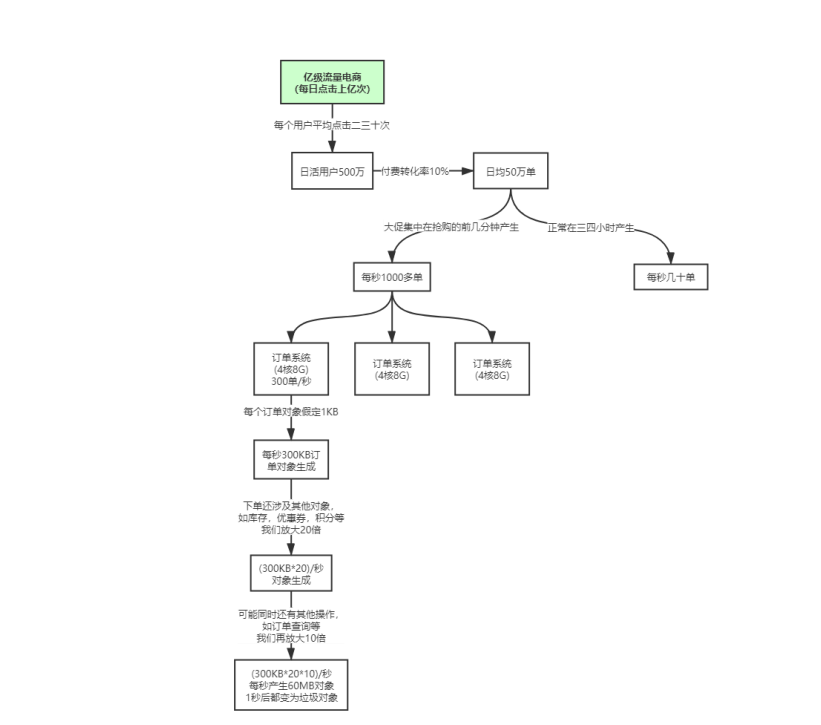 亿级流量电商
(每日点击上亿次)
每个用户平均点击二三十次
日活用户500万
付费转化率10%
日均50万单
大促集中在抢购的前几分钟产生
正常在三四小时产生
每秒1000多单
每秒几十单
订单系统
(4核8G)
300单/秒
订单系统
(4核8G)
订单系统
(4核8G)
每个订单对象假定1KB
每秒300KB订
单对象生成
下单还涉及其他对象，
如库存，优惠券，积分等
我们放大20倍
(300KB*20)/秒
对象生成
可能同时还有其他操作，
如订单查询等
我们再放大10倍
(300KB*20*10)/秒
每秒产生60MB对象
1秒后都变为垃圾对象